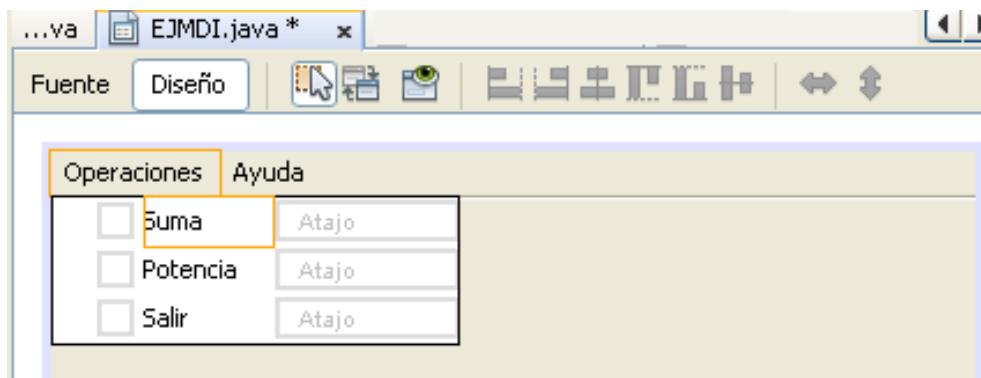 ...va EJMDI.java * x
Fuente Diseño
Operaciones Ayuda
Suma Atajo
Potencia Atajo
Salir Atajo